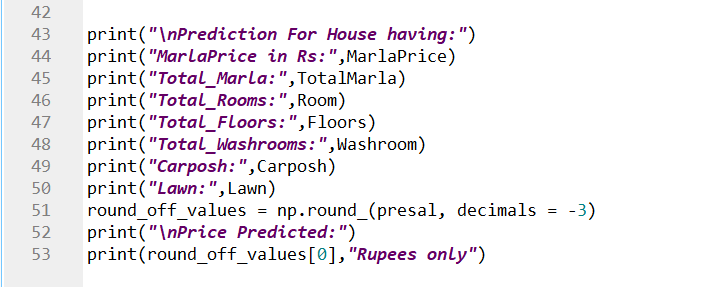 42
43 print("\nPrediction For House having:")
44 print("MarlaPrice in Rs:",MarlaPrice)
45 print("Total_Marla:",TotalMarla)
46 print("Total_Rooms:",Room)
47 print("Total_Floors:",Floors)
48 print("Total_Washrooms:",Washroom)
49 print("Carposh:",Carposh)
50 print("Lawn:",Lawn)
51 round_off_values = np.round_(presal, decimals = -3)
52 print("\nPrice Predicted:")
53 print(round_off_values[0],"Rupees only")